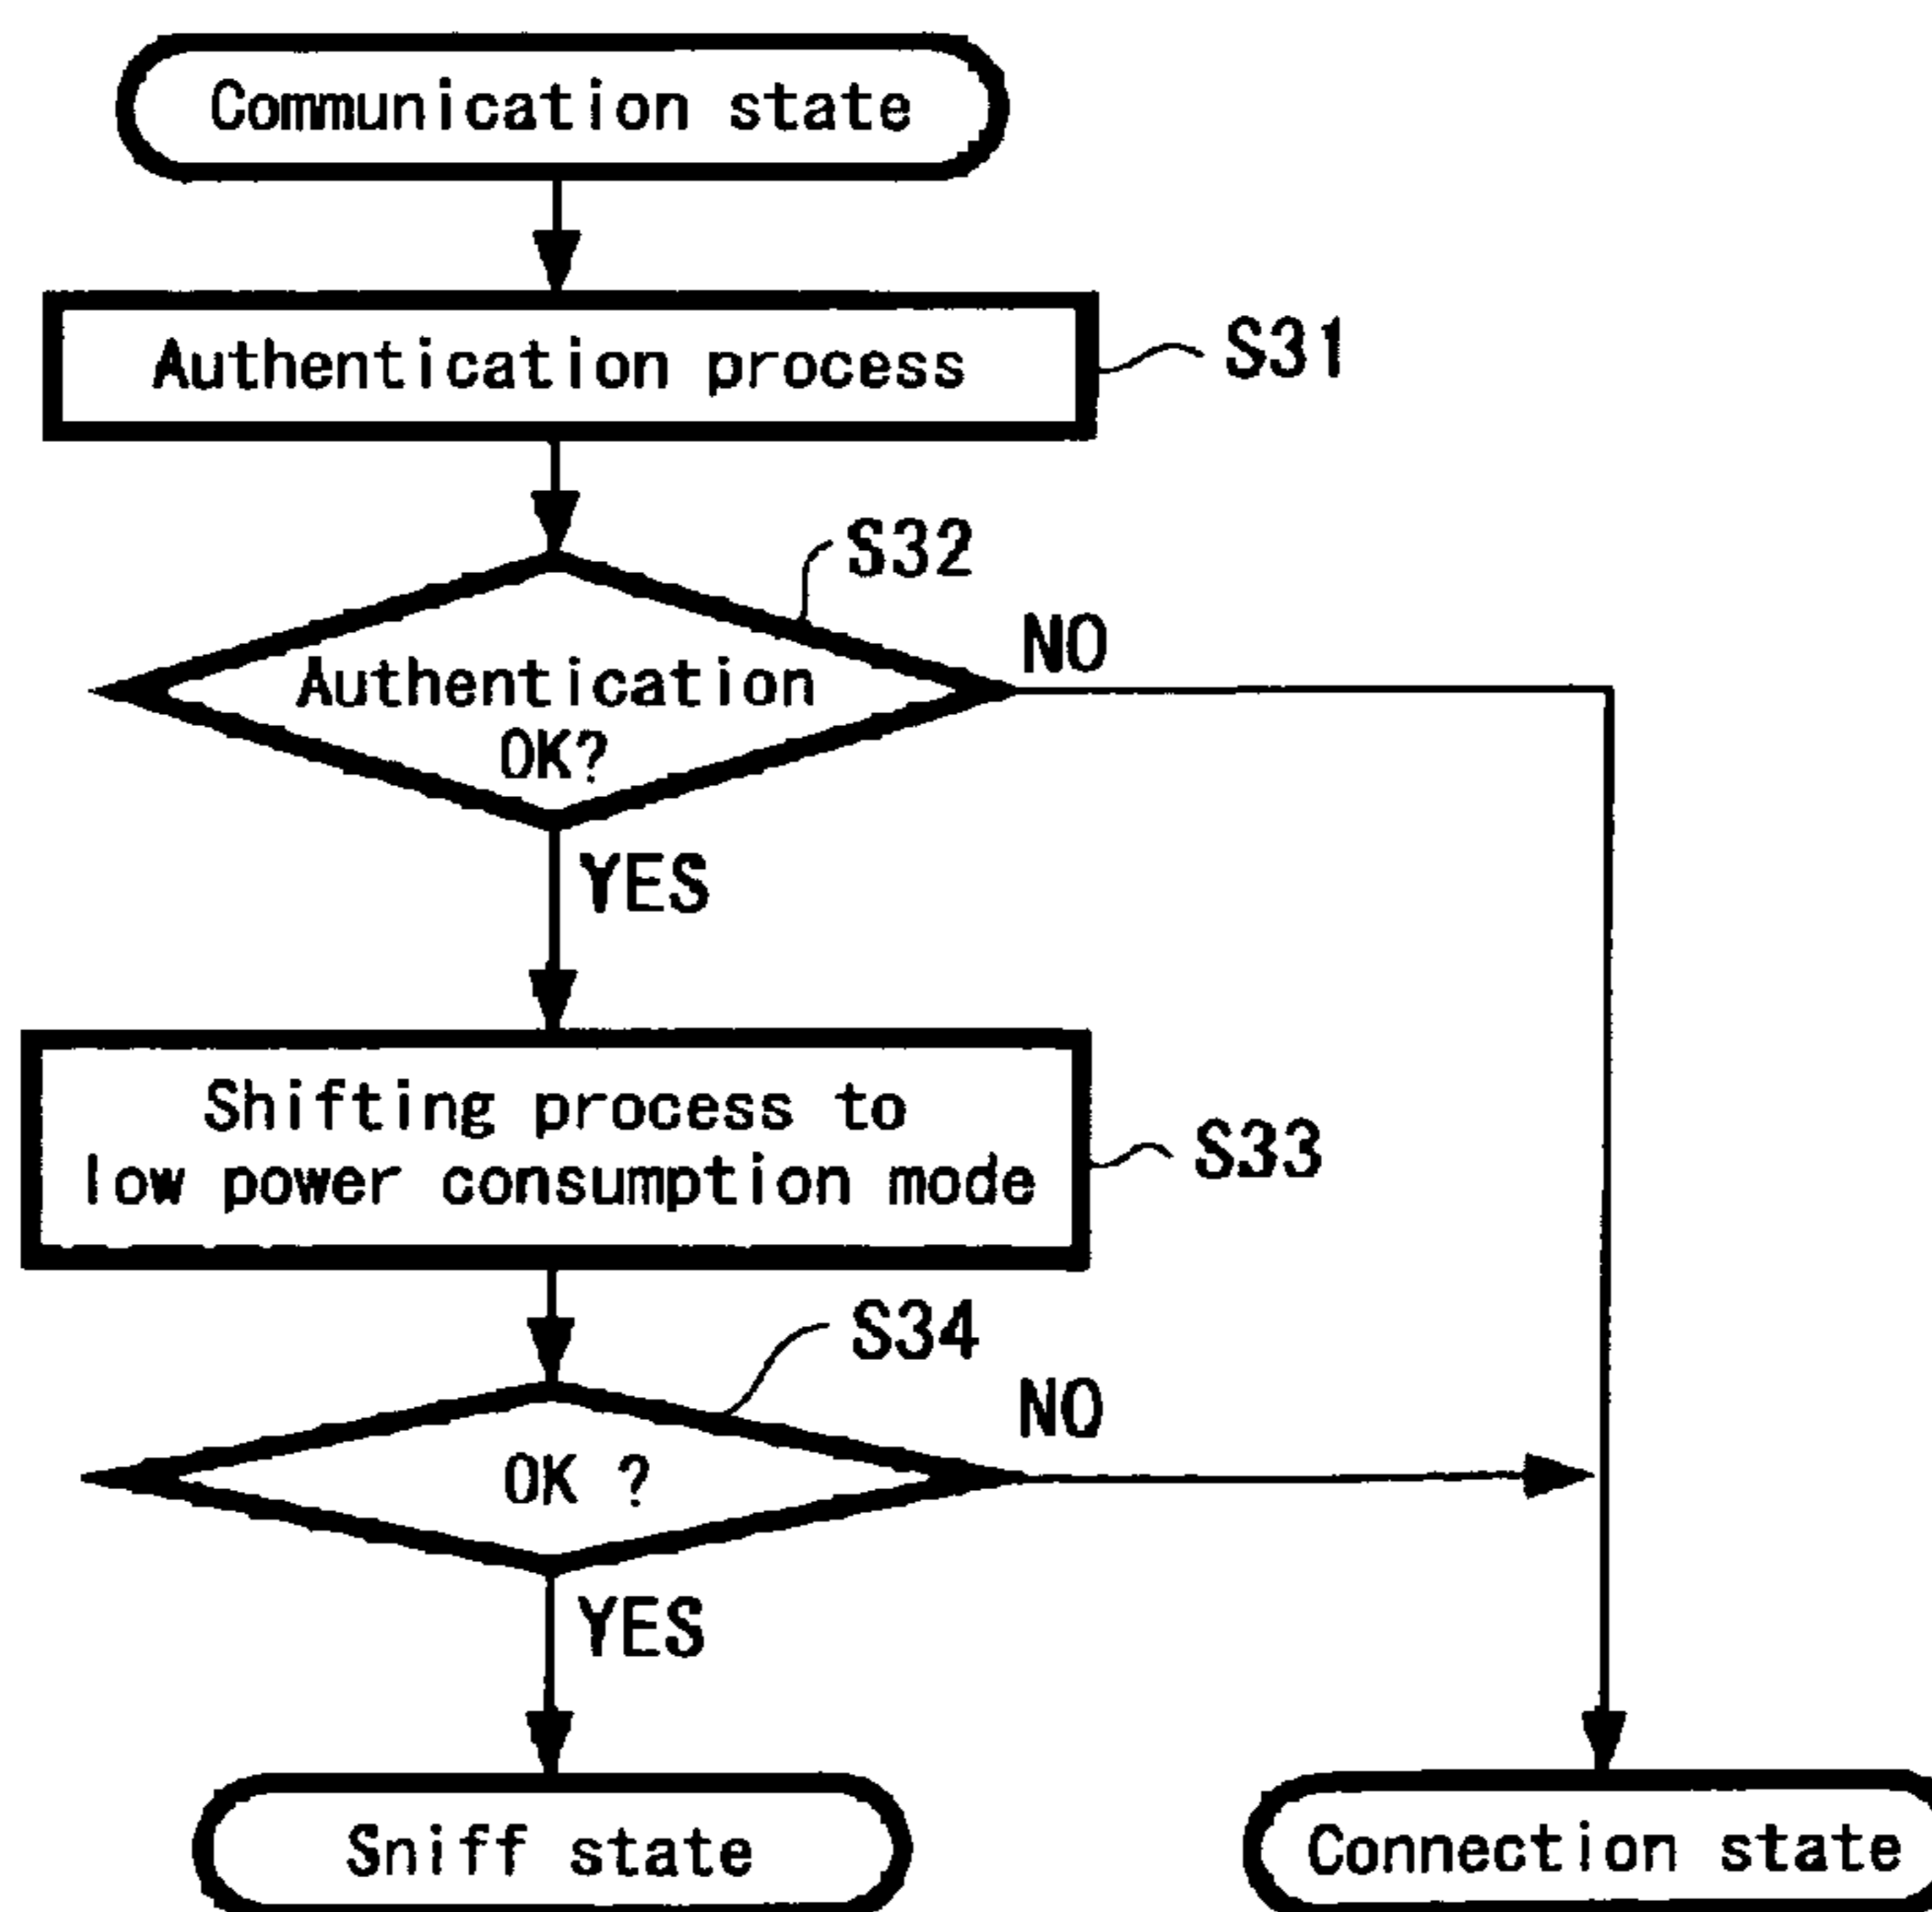 Communication state
Authentication process
S31
S32
NO
Authentication
OK?
YES
Shifting process to
low power consumption mode
S33
S34
NO
OK ?
YES
Sniff state
Connection state